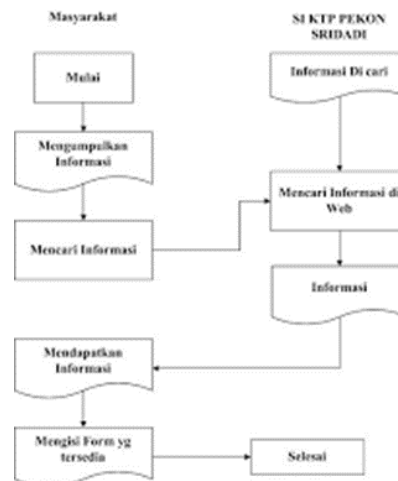 Masyarakat
SI KTP PEKON
SRIDADI
Mulai
Informasi Di cari
Mengumpulkan
Informasi
Mencari Informasi di
Web
Mencari Informasi
Informasi
Mendapatkan
Informasi
Mengisi Form yg
tersedia
Selesai